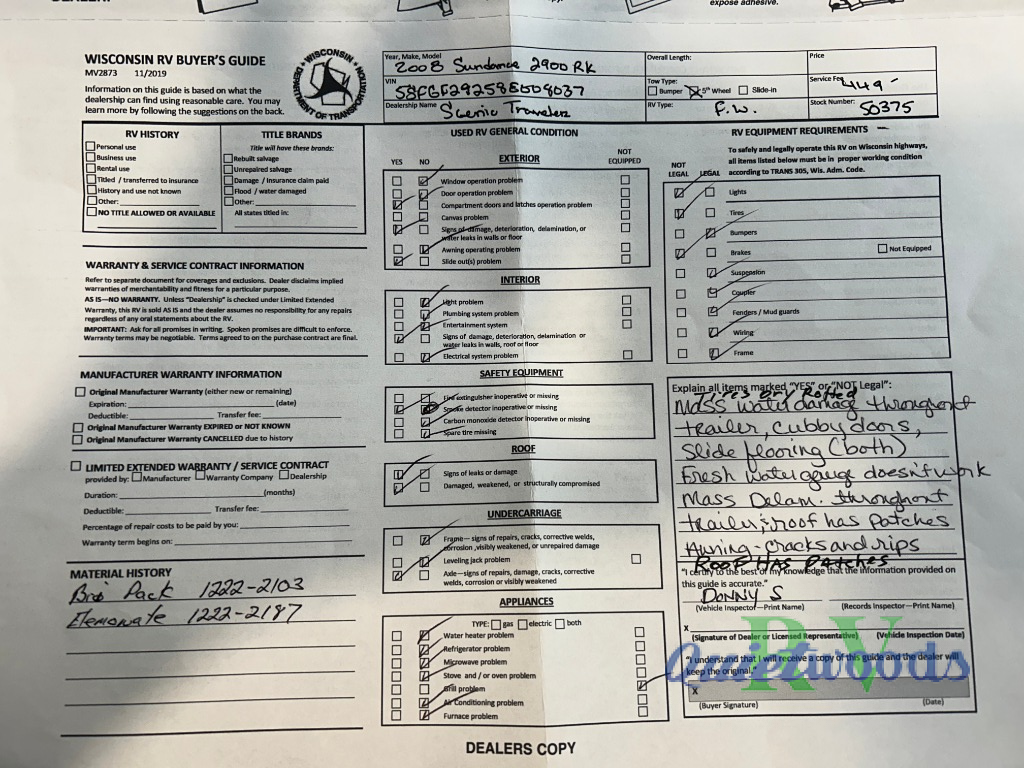 expose adhesive.
WISCONSIN RV BUYER'S GUIDE
MV2873 11/2019
Information on this guide is based on what the
dealership can find using reasonable care. You may
learn more by following the suggestions on the back.
WISCONSIN
DEPARTMENT OF TRANSPORTATION
Year, Make, Model
2008 Sundance 2900 RK
Overall Length:
Price
VIN
Tow Type:
Bumper 5th Wheel Slide-in
Service Fee
449-
Dealership Name
Scenic Traveler
RV Type:
F.W.
Stock Number:
50375
RV HISTORY
Personal use
Business use
Rental use
Titled / transferred to insurance
History and use not known
Other:
NO TITLE ALLOWED OR AVAILABLE
TITLE BRANDS
Title will have these brands:
Rebuilt salvage
Unrepaired salvage
Damage / insurance claim paid
Flood / water damaged
Other:
All states titled in:
WARRANTY & SERVICE CONTRACT INFORMATION
Refer to separate document for coverages and exclusions. Dealer disclaims implied
warranties of merchantability and fitness for a particular purpose.
AS IS—NO WARRANTY. Unless "Dealership" is checked under Limited Extended
Warranty, this RV is sold AS IS and the dealer assumes no responsibility for any repairs
regardless of any oral statements about the RV.
IMPORTANT: Ask for all promises in writing. Spoken promises are difficult to enforce.
Warranty terms may be negotiable. Terms agreed to on the purchase contract are final.
MANUFACTURER WARRANTY INFORMATION
Original Manufacturer Warranty (either new or remaining)
Expiration: (date)
Deductible: Transfer fee:
Original Manufacturer Warranty EXPIRED or NOT KNOWN
Original Manufacturer Warranty CANCELLED due to history
LIMITED EXTENDED WARRANTY / SERVICE CONTRACT
provided by: Manufacturer Warranty Company Dealership
Duration: (months)
Deductible: Transfer fee:
Percentage of repair costs to be paid by you:
Warranty term begins on:
MATERIAL HISTORY
Pack 1222-2103
1222-2187
USED RV GENERAL CONDITION
YES NO EXTERIOR NOT EQUIPPED
Window operation problem
Door operation problem
Compartment doors and latches operation problem
Canvas problem
Signs of damage, deterioration, delamination, or
water leaks in walls or floor
Awning operating problem
Slide out(s) problem
INTERIOR
Light problem
Plumbing system problem
Entertainment system
Signs of damage, deterioration, delamination or
water leaks in walls, roof or floor
Electrical system problem
SAFETY EQUIPMENT
Fire extinguisher inoperative or missing
Smoke detector inoperative or missing
Carbon monoxide detector inoperative or missing
Spare tire missing
ROOF
Signs of leaks or damage
Damaged, weakened, or structurally compromised
UNDERCARRIAGE
Frame— signs of repairs, cracks, corrective welds,
corrosion, visibly weakened, or unrepaired damage
Leveling jack problem
Axle—signs of repairs, damage, cracks, corrective
welds, corrosion or visibly weakened
APPLIANCES
TYPE: gas electric both
Water heater problem
Refrigerator problem
Microwave problem
Stove and / or oven problem
Grill problem
Air Conditioning problem
Furnace problem
RV EQUIPMENT REQUIREMENTS
To safely and legally operate this RV on Wisconsin highways,
all items listed below must be in proper working condition
according to TRANS 305, Wis. Adm. Code.
NOT LEGAL LEGAL
Lights
Tires
Bumpers
Brakes Not Equipped
Suspension
Coupler
Fenders / Mud guards
Wiring
Frame
Explain all items marked "YES" or "NOT Legal":
Tires Dry Rotted
Mass water damage throughout
trailer, cubby doors,
Slide flooring (both)
Fresh water gauge doesn't work
Mass Delam throughout
trailer, roof has patches
Awning - cracks and rips
ROOF HAS PATCHES
"I certify to the best of my knowledge that the information provided on
this guide is accurate."
DONNY S
(Vehicle Inspector—Print Name) (Records Inspector—Print Name)
X
(Signature of Dealer or Licensed Representative) (Vehicle Inspection Date)
"I understand that I will receive a copy of this guide and the dealer will
keep the original."
X
(Buyer Signature) (Date)
Quietwoods RV
DEALERS COPY